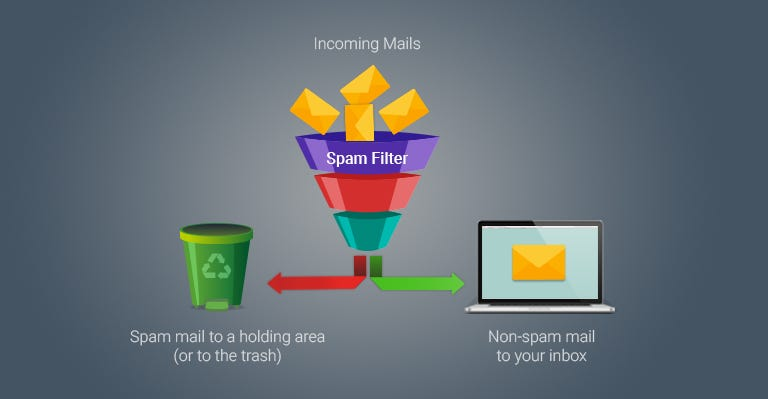 Incoming Mails
Spam Filter
Spam mail to a holding area
(or to the trash)
Non-spam mail
to your inbox